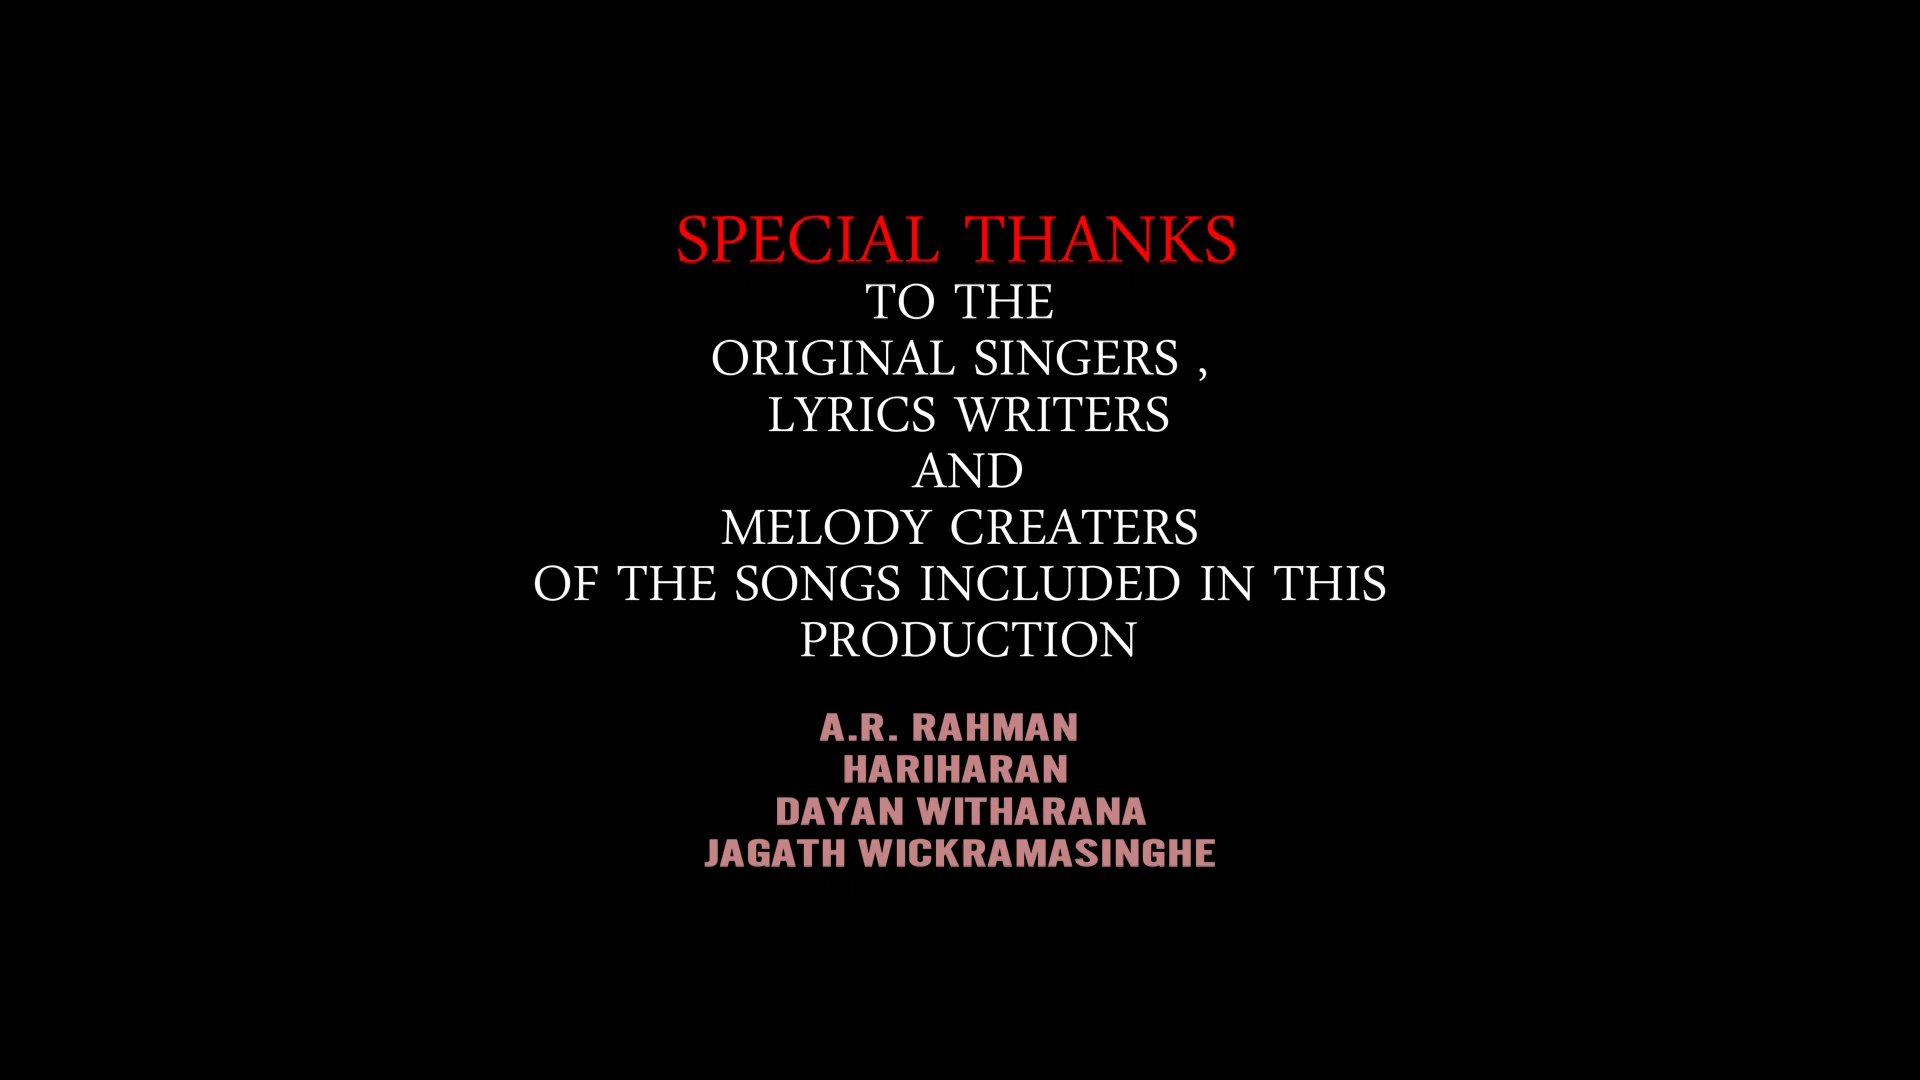 SPECIAL THANKS
TO THE
ORIGINAL SINGERS ,
LYRICS WRITERS
AND
MELODY CREATERS
OF THE SONGS INCLUDED IN THIS
PRODUCTION
A.R. RAHMAN
HARIHARAN
DAYAN WITHARANA
JAGATH WICKRAMASINGHE